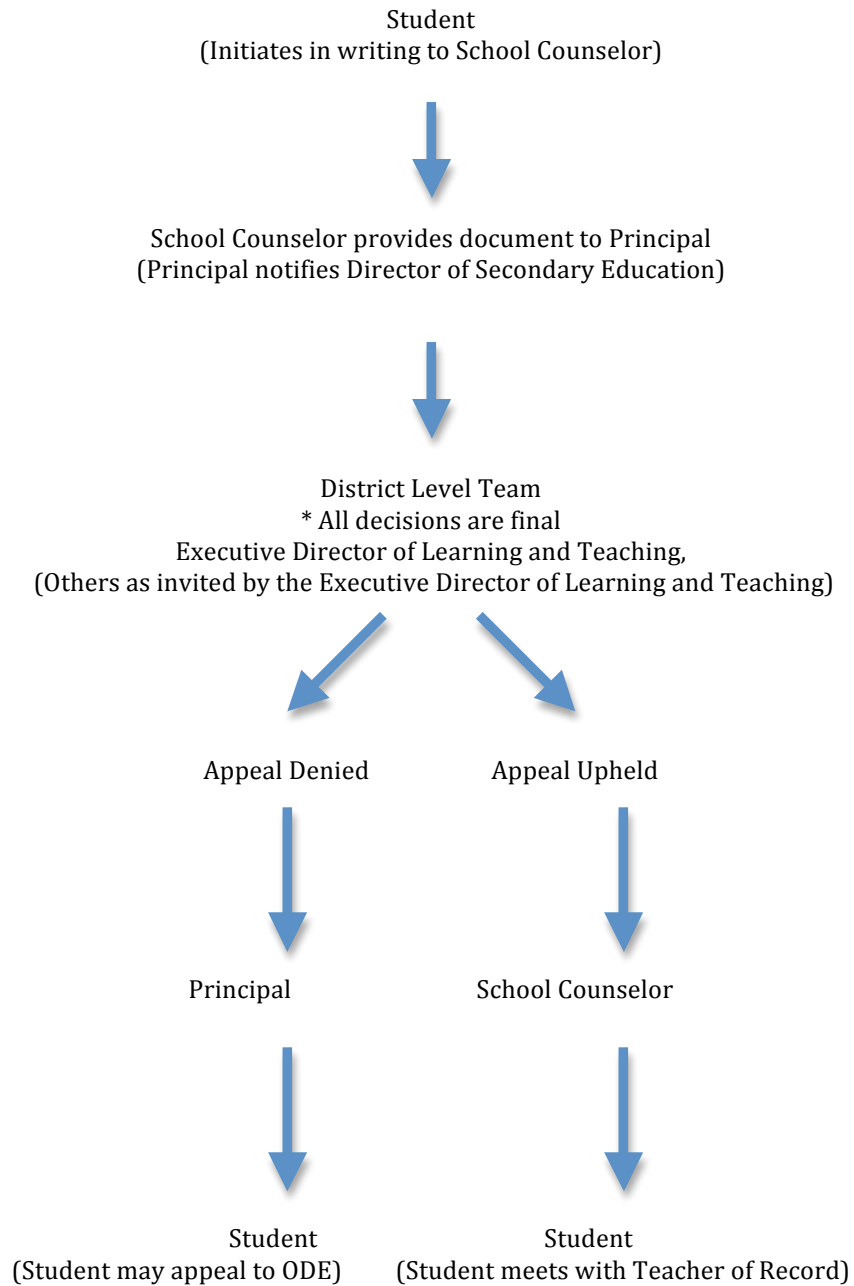 Student
(Initiates in writing to School Counselor)
School Counselor provides document to Principal
(Principal notifies Director of Secondary Education)
District Level Team
* All decisions are final
Executive Director of Learning and Teaching,
(Others as invited by the Executive Director of Learning and Teaching)
Appeal Denied
Appeal Upheld
Principal
School Counselor
Student
(Student may appeal to ODE)
Student
(Student meets with Teacher of Record)